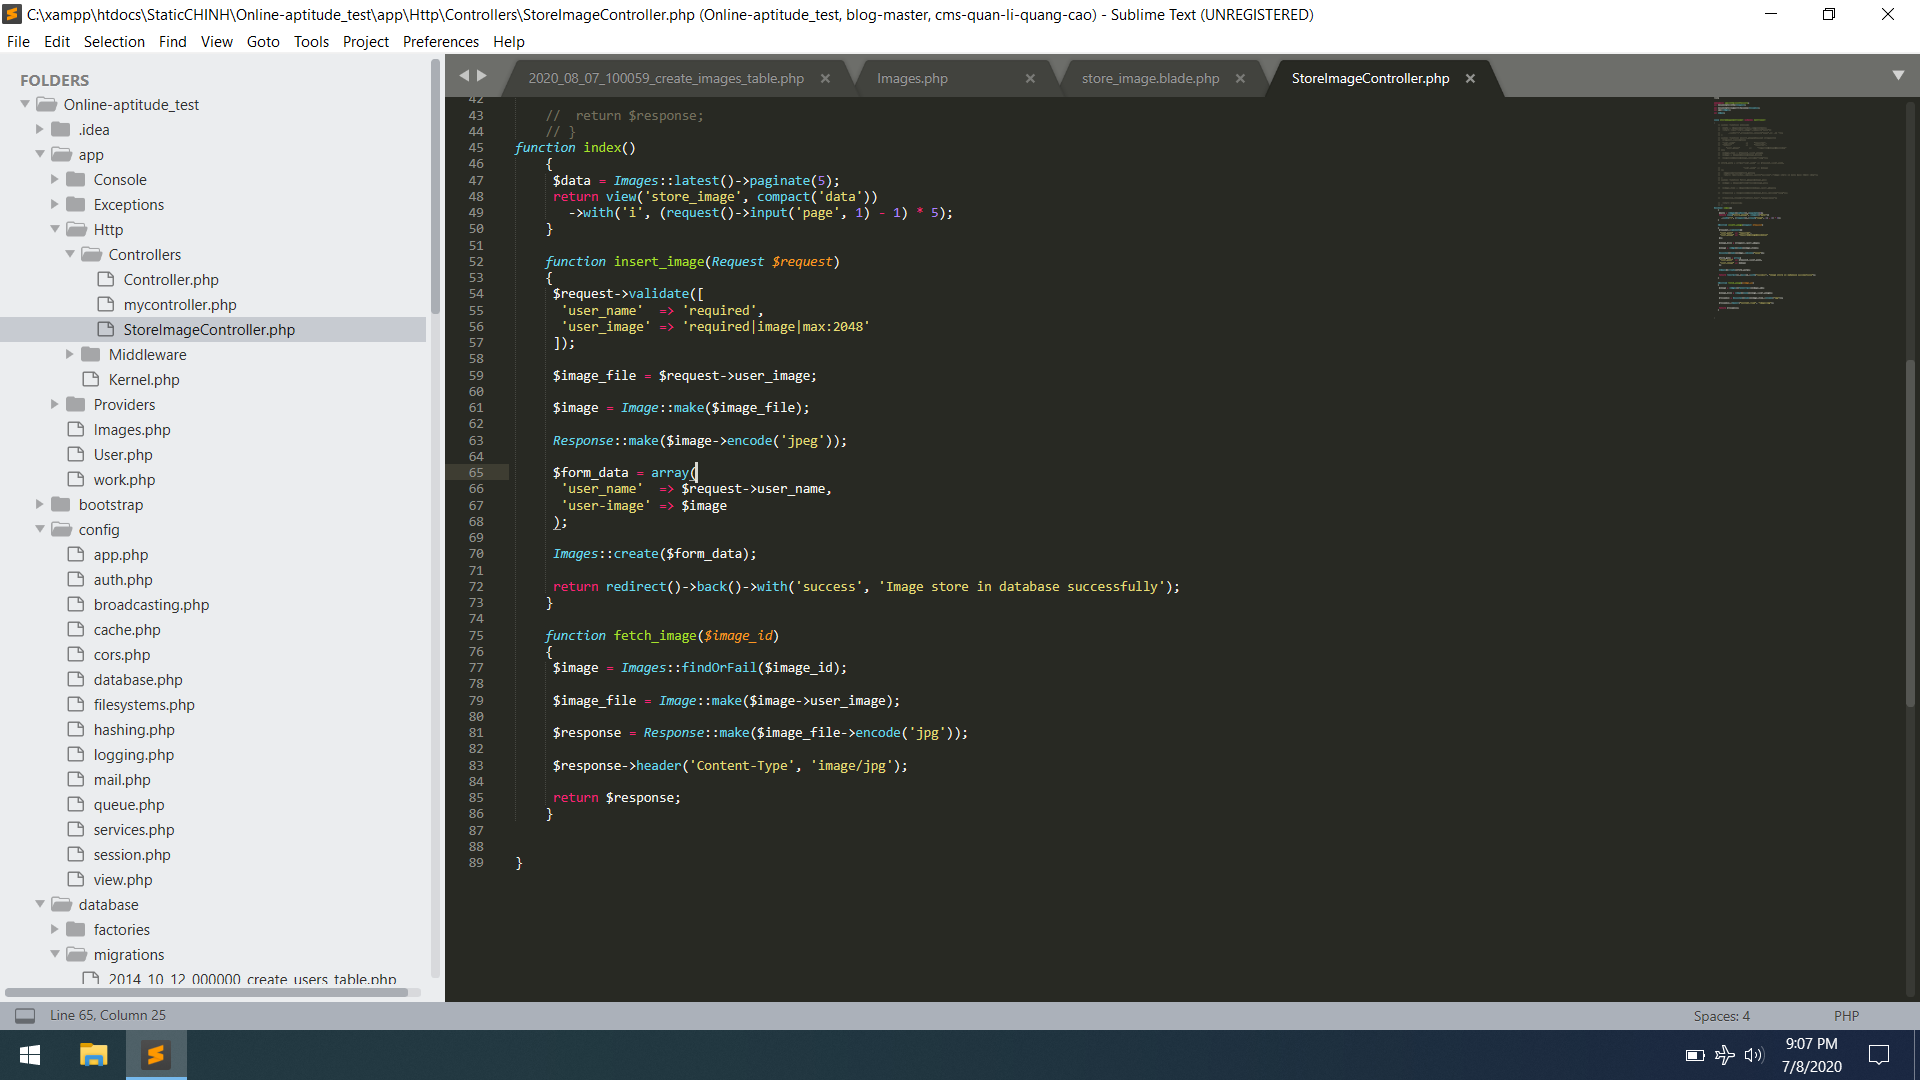 C:\xampp\htdocs\StaticCHINH\Online-aptitude_test\app\Http\Controllers\StoreImageController.php (Online-aptitude_test, blog-master, cms-quan-li-quang-cao) - Sublime Text (UNREGISTERED)
File Edit Selection Find View Goto Tools Project Preferences Help
FOLDERS
Online-aptitude_test
.idea
app
Console
Exceptions
Http
Controllers
Controller.php
mycontroller.php
StoreImageController.php
Middleware
Kernel.php
Providers
Images.php
User.php
work.php
bootstrap
config
app.php
auth.php
broadcasting.php
cache.php
cors.php
database.php
filesystems.php
hashing.php
logging.php
mail.php
queue.php
services.php
session.php
view.php
database
factories
migrations
2014_10_12_000000_create_users_table.php
2020_08_07_100059_create_images_table.php × Images.php × store_image.blade.php × StoreImageController.php ×
42
43 //  return $response;
44 // }
45 function index()
46 {
47 $data = Images::latest()->paginate(5);
48 return view('store_image', compact('data'))
49 ->with('i', (request()->input('page', 1) - 1) * 5);
50 }
51
52 function insert_image(Request $request)
53 {
54 $request->validate([
55 'user_name'  => 'required',
56 'user_image' => 'required|image|max:2048'
57 ]);
58
59 $image_file = $request->user_image;
60
61 $image = Image::make($image_file);
62
63 Response::make($image->encode('jpeg'));
64
65 $form_data = array(
66 'user_name'  => $request->user_name,
67 'user-image' => $image
68 );
69
70 Images::create($form_data);
71
72 return redirect()->back()->with('success', 'Image store in database successfully');
73 }
74
75 function fetch_image($image_id)
76 {
77 $image = Images::findOrFail($image_id);
78
79 $image_file = Image::make($image->user_image);
80
81 $response = Response::make($image_file->encode('jpg'));
82
83 $response->header('Content-Type', 'image/jpg');
84
85 return $response;
86 }
87
88
89 }
Line 65, Column 25 Spaces: 4 PHP
9:07 PM
7/8/2020